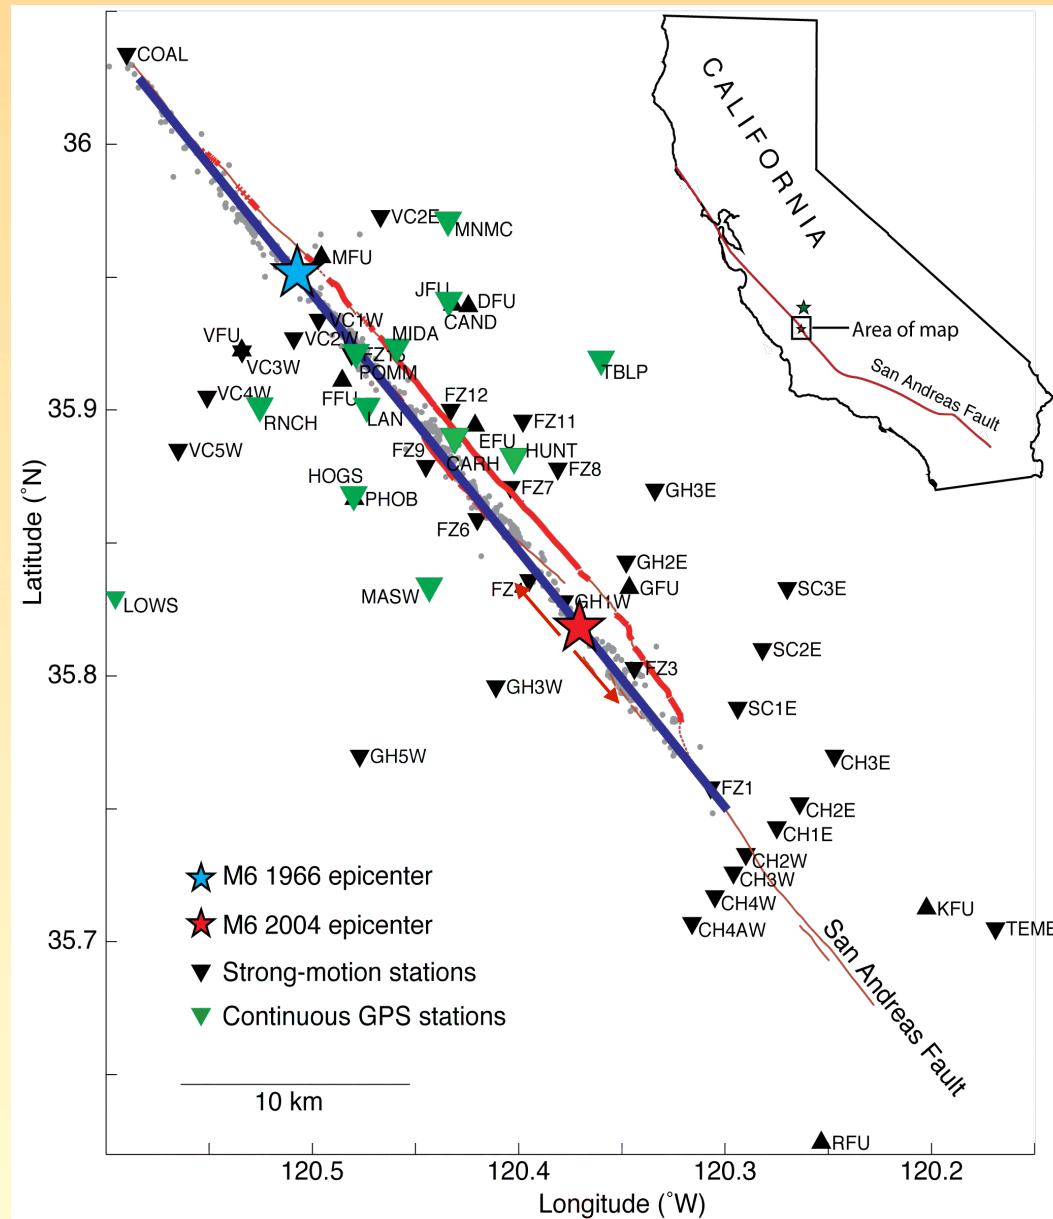 COAL
CALIFORNIA
36
VC2E
MNMC
MFU
JFU
DFU
CAND
VC1W
VFU
VC2W
MIDA
Area of map
FZ15
VC3W
POMM
TBLP
San Andreas Fault
VC4W
FFU
FZ12
RNCH
LAN
FZ11
35.9
EFU
VC5W
FZ9
CARH
HUNT
FZ8
HOGS
PHOB
FZ7
GH3E
FZ6
GH2E
LOWS
MASW
FZ4
GFU
SC3E
GH1W
SC2E
35.8
GH3W
FZ3
SC1E
GH5W
CH3E
FZ1
CH2E
CH1E
CH2W
CH3W
CH4W
KFU
CH4AW
TEME
35.7
San Andreas Fault
M6 1966 epicenter
M6 2004 epicenter
Strong-motion stations
Continuous GPS stations
10 km
RFU
120.5
120.4
120.3
120.2
Longitude (˚W)
Latitude (˚N)